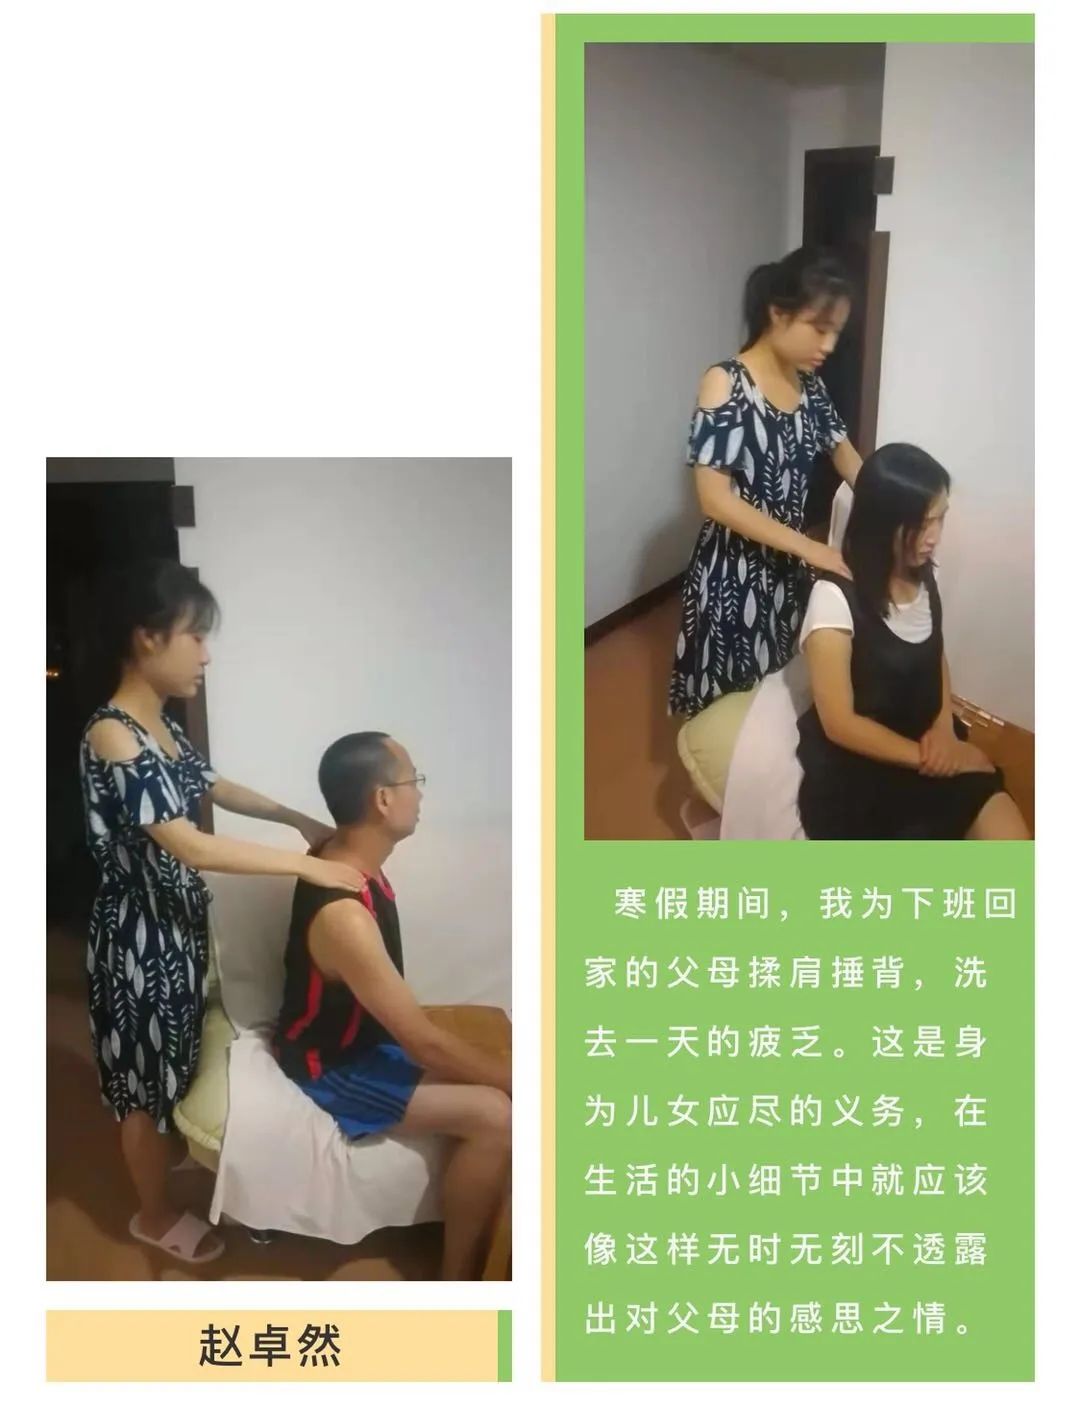 寒假期间，我为下班回
家的父母揉肩捶背，洗
去一天的疲乏。这是身
为儿女应尽的义务，在
生活的小细节中就应该
像这样无时无刻不透露
出对父母的感思之情。
赵卓然